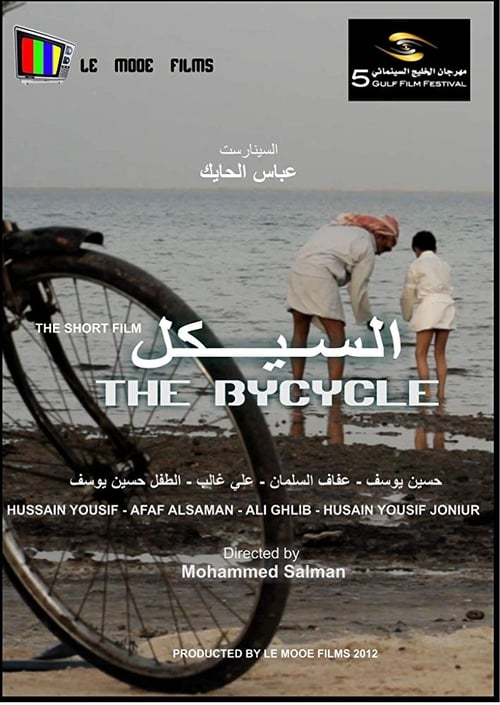 LE MOOE FILMS
5 مهرجان الخليج السينمائي
GULF FILM FESTIVAL
السينارست
عباس الحايك
THE SHORT FILM
السيكل
THE BYCYCLE
حسين يوسف - عفاف السلمان - علي غالب - الطفل حسين يوسف
HUSSAIN YOUSIF - AFAF ALSAMAN - ALI GHLIB - HUSAIN YOUSIF JONIUR
Directed by
Mohammed Salman
PRODUCED BY LE MOOE FILMS 2012